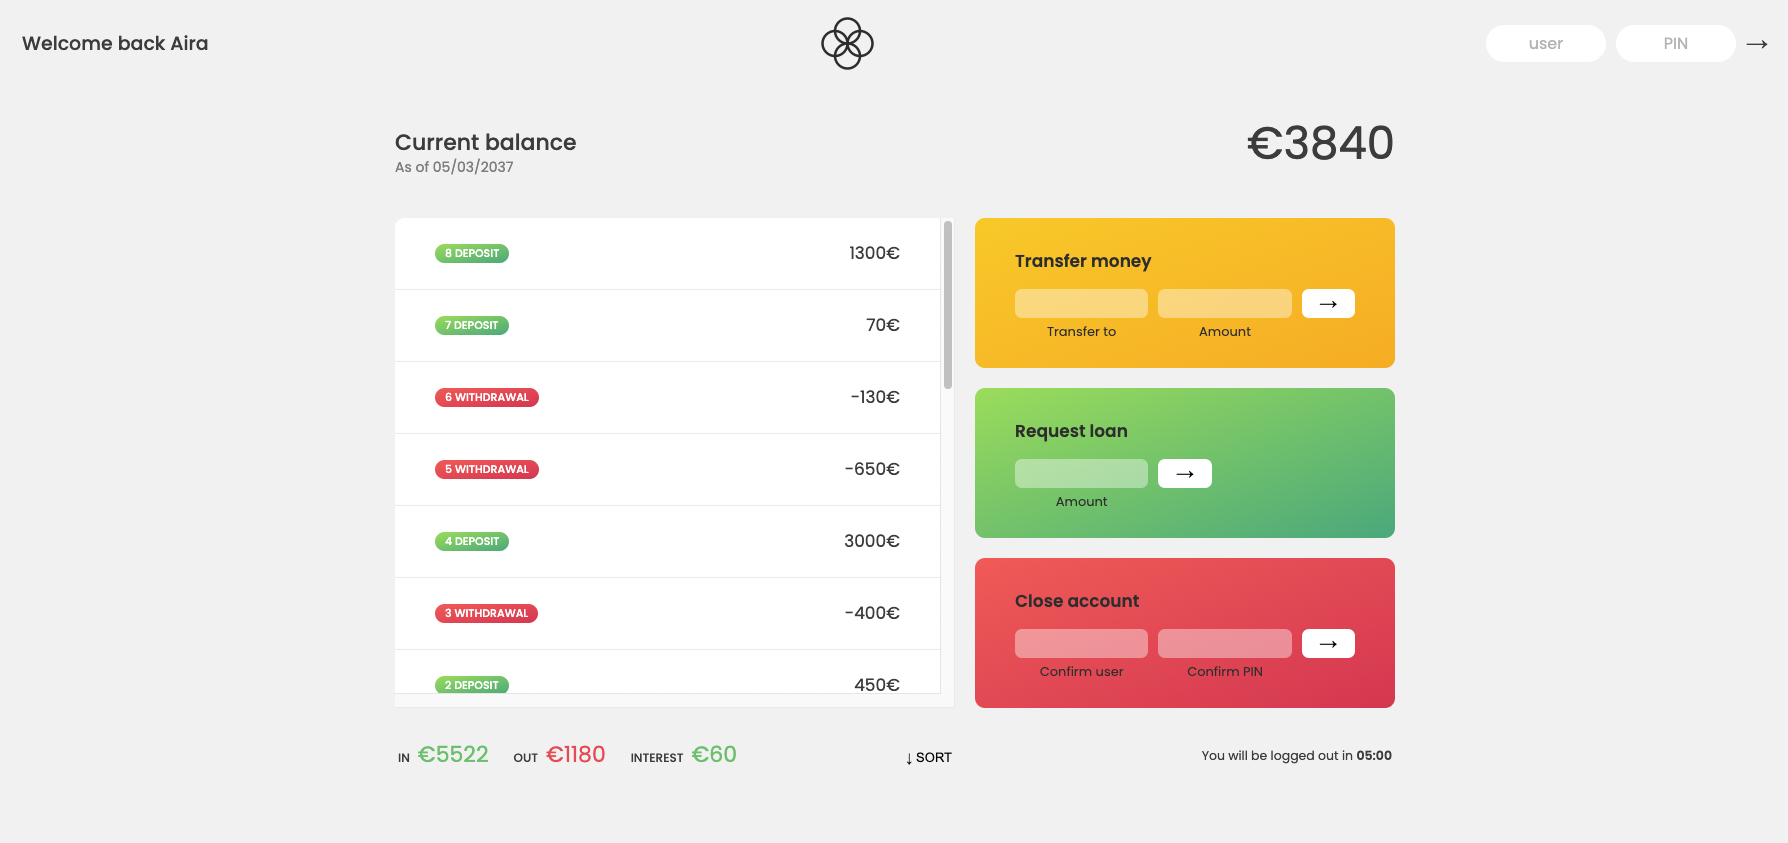 Welcome back Aira
user
PIN
→
Current balance
As of 05/03/2037
€3840
8 DEPOSIT 1300€
7 DEPOSIT 70€
6 WITHDRAWAL -130€
5 WITHDRAWAL -650€
4 DEPOSIT 3000€
3 WITHDRAWAL -400€
2 DEPOSIT 450€
Transfer money
→
Transfer to Amount
Request loan
→
Amount
Close account
→
Confirm user Confirm PIN
IN €5522 OUT €1180 INTEREST €60
↓ SORT
You will be logged out in 05:00